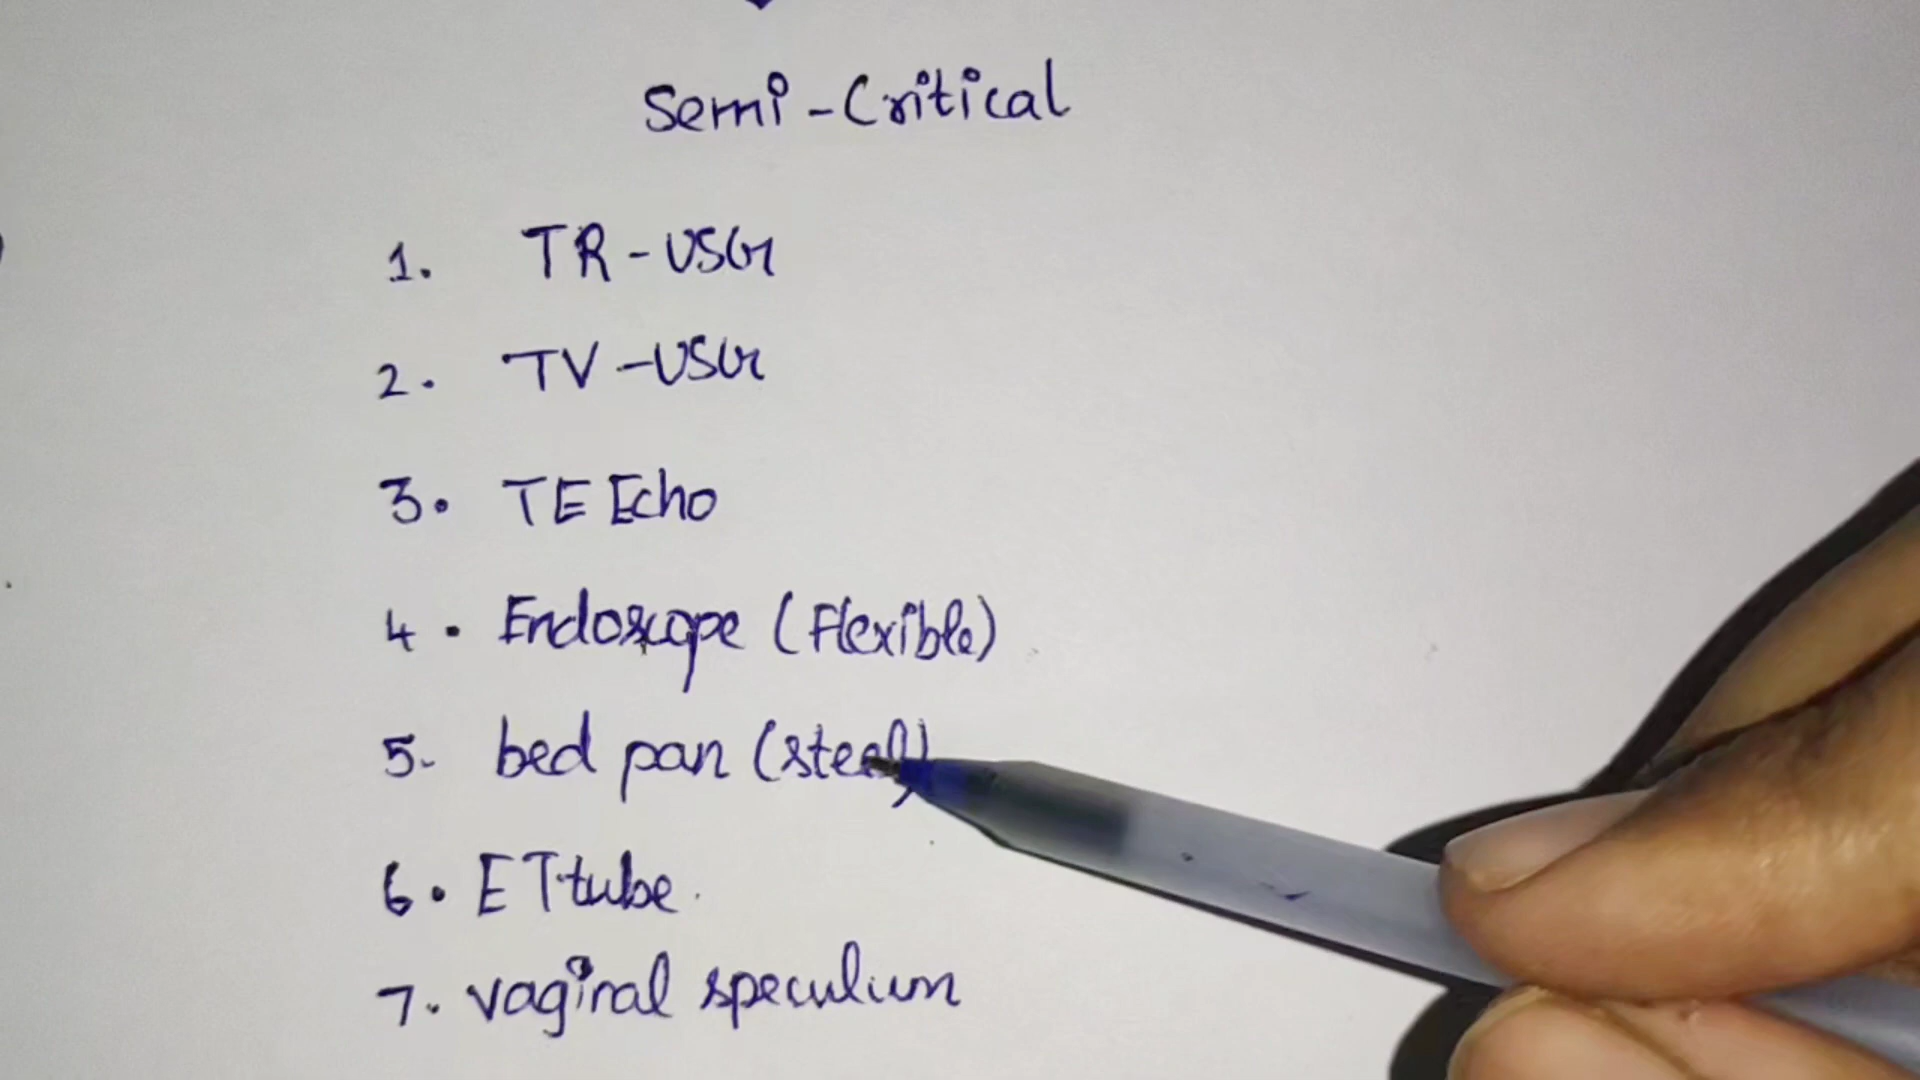 Semi-Critical
1. TR-USG
2. TV-USG
3. TE Echo
4. Endoscope (Flexible)
5. bed pan (steel)
6. ET tube.
7. vaginal speculum